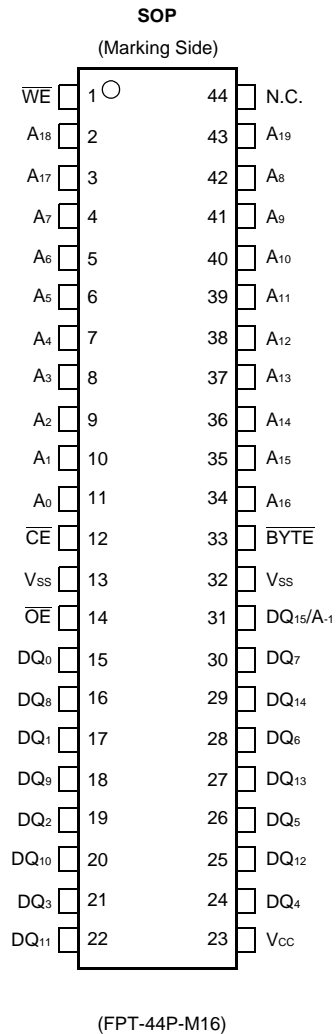 SOP
(Marking Side)
W̅E̅ 1 44 N.C.
A18 2 43 A19
A17 3 42 A8
A7 4 41 A9
A6 5 40 A10
A5 6 39 A11
A4 7 38 A12
A3 8 37 A13
A2 9 36 A14
A1 10 35 A15
A0 11 34 A16
C̅E̅ 12 33 B̅Y̅T̅E̅
VSS 13 32 VSS
O̅E̅ 14 31 DQ15/A-1
DQ0 15 30 DQ7
DQ8 16 29 DQ14
DQ1 17 28 DQ6
DQ9 18 27 DQ13
DQ2 19 26 DQ5
DQ10 20 25 DQ12
DQ3 21 24 DQ4
DQ11 22 23 VCC
(FPT-44P-M16)